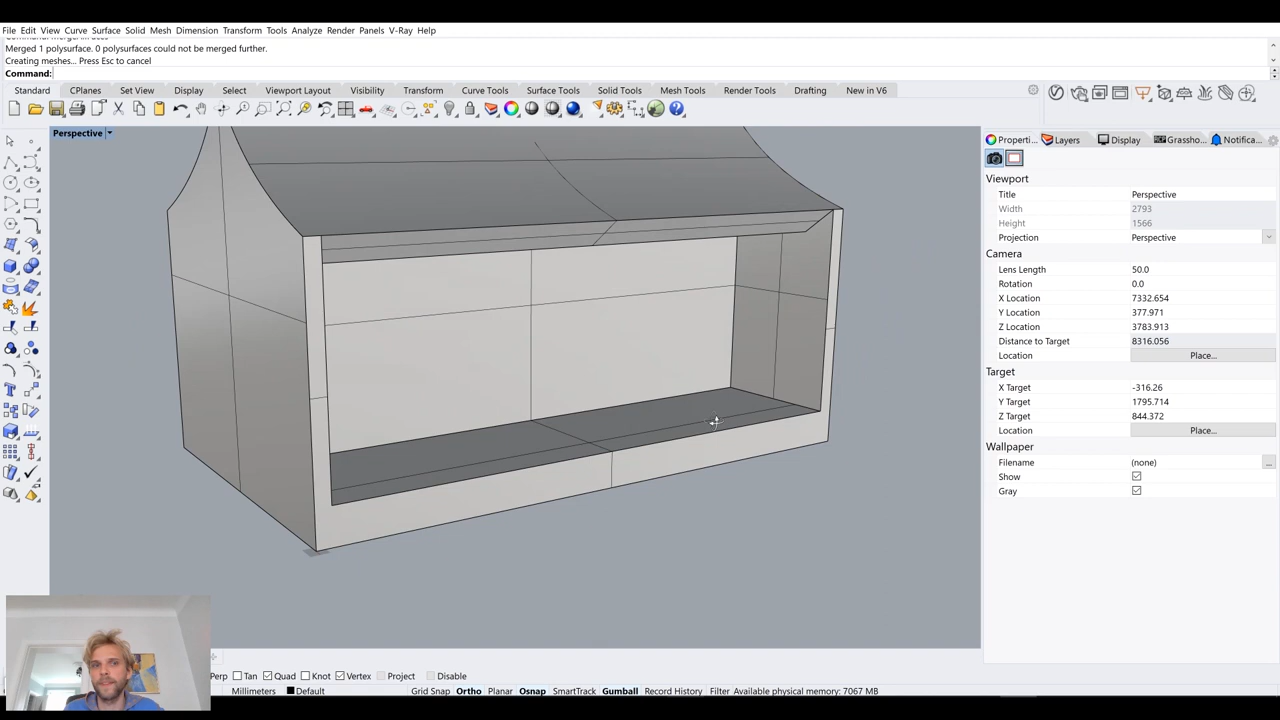 File Edit View Curve Surface Solid Mesh Dimension Transform Tools Analyze Render Panels V-Ray Help
Merged 1 polysurface. 0 polysurfaces could not be merged further.
Creating meshes... Press Esc to cancel
Command:
Standard CPlanes Set View Display Select Viewport Layout Visibility Transform Curve Tools Surface Tools Solid Tools Mesh Tools Render Tools Drafting New in V6
Perspective
Properti... Layers Display Grassho... Notifica...
Viewport
Title Perspective
Width 2793
Height 1566
Projection Perspective
Camera
Lens Length 50.0
Rotation 0.0
X Location 7332.654
Y Location 377.971
Z Location 3783.913
Distance to Target 8316.056
Location Place...
Target
X Target -316.26
Y Target 1795.714
Z Target 844.372
Location Place...
Wallpaper
Filename (none) ...
Show
Gray
Perp Tan Quad Knot Vertex Project Disable
Millimeters Default Grid Snap Ortho Planar Osnap SmartTrack Gumball Record History Filter Available physical memory: 7067 MB